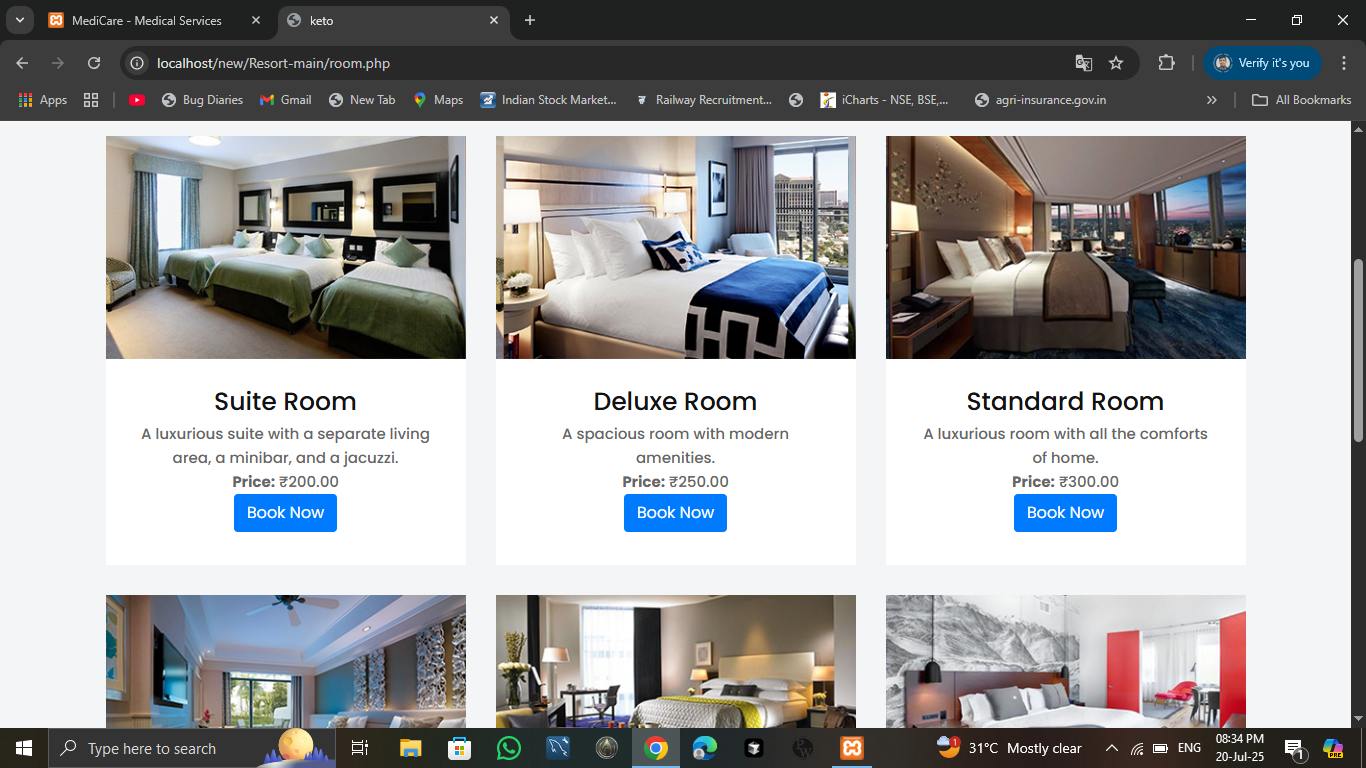 MediCare - Medical Services
keto
localhost/new/Resort-main/room.php
Verify it's you
Apps
Bug Diaries
Gmail
New Tab
Maps
Indian Stock Market...
Railway Recruitment...
iCharts - NSE, BSE,...
agri-insurance.gov.in
All Bookmarks
Suite Room
A luxurious suite with a separate living
area, a minibar, and a jacuzzi.
Price: ₹200.00
Book Now
Deluxe Room
A spacious room with modern
amenities.
Price: ₹250.00
Book Now
Standard Room
A luxurious room with all the comforts
of home.
Price: ₹300.00
Book Now
Type here to search
1
31°C Mostly clear
ENG
08:34 PM
20-Jul-25
1
PRE